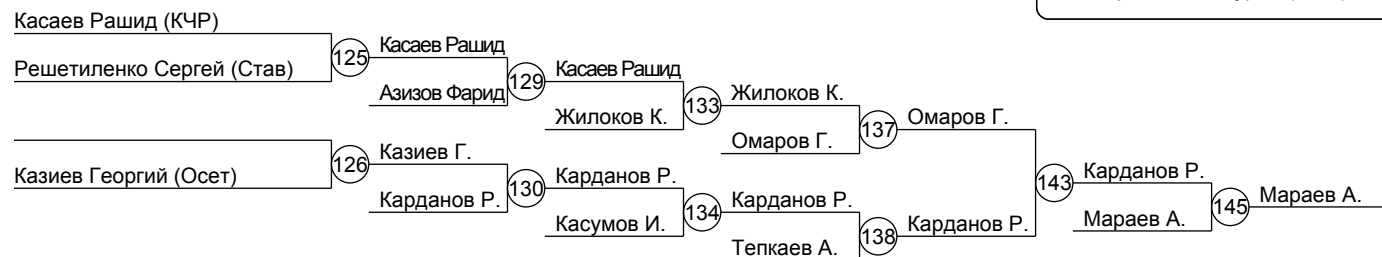 Касаев Рашид (КЧР)
125
Касаев Рашид
Решетиленко Сергей (Став)
129
Касаев Рашид
Азизов Фарид
133
Жилоков К.
Жилоков К.
137
Омаров Г.
Омаров Г.
126
Казиев Г.
Казиев Георгий (Осет)
130
Карданов Р.
Карданов Р.
134
Карданов Р.
Касумов И.
138
Карданов Р.
Тепкаев А.
143
Карданов Р.
145
Мараев А.
Мараев А.